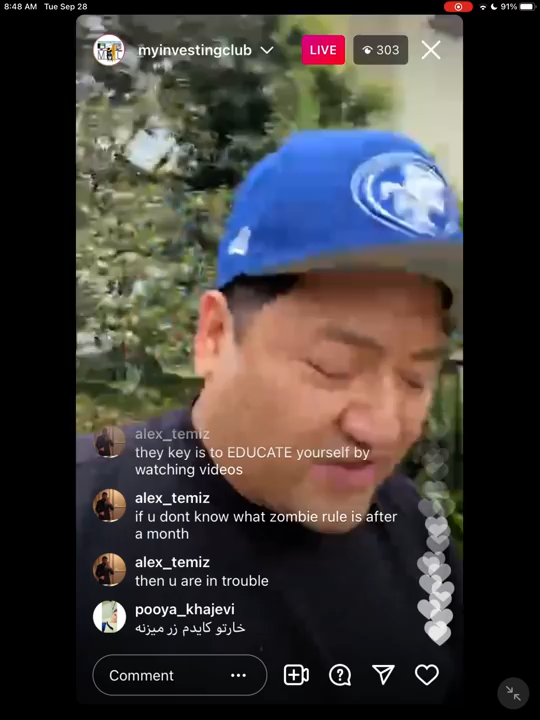 8:48 AM Tue Sep 28
91%
myinvestingclub
LIVE
303
alex_temiz
they key is to EDUCATE yourself by
watching videos
alex_temiz
if u dont know what zombie rule is after
a month
alex_temiz
then u are in trouble
pooya_khajevi
خارتو کایدم زر میزنه
Comment